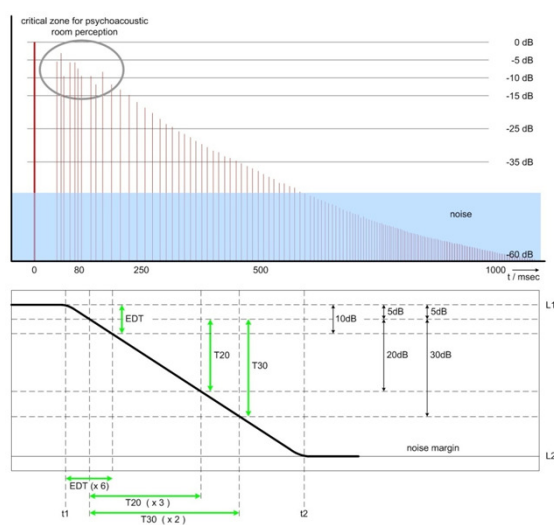 critical zone for psychoacoustic
room perception
0 dB
-5 dB
-10 dB
-15 dB
-25 dB
-35 dB
noise
-60 dB
0 80 250 500 1000
t / msec
L1
EDT
10dB
5dB
5dB
T20
T30
20dB
30dB
noise margin
L2
EDT (x 6)
T20 ( x 3 )
t1
T30 ( x 2 )
t2